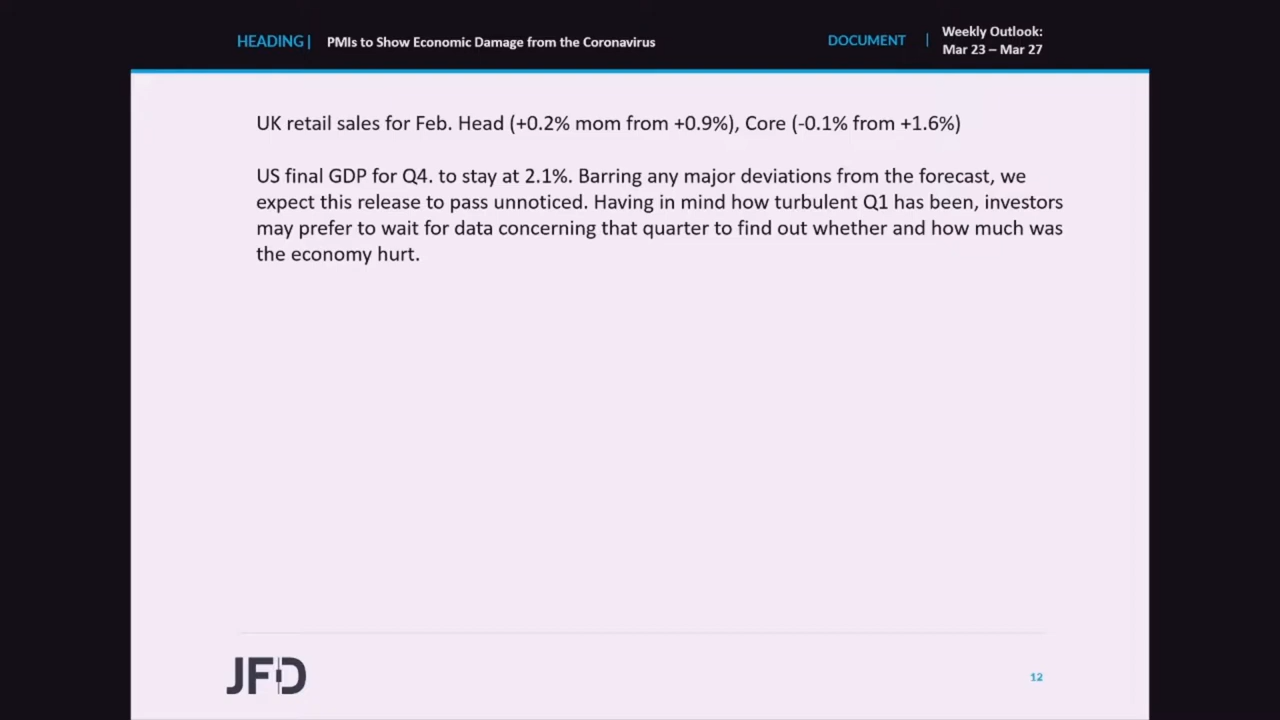 HEADING | PMIs to Show Economic Damage from the Coronavirus
DOCUMENT | Weekly Outlook:
Mar 23 – Mar 27
UK retail sales for Feb. Head (+0.2% mom from +0.9%), Core (-0.1% from +1.6%)
US final GDP for Q4. to stay at 2.1%. Barring any major deviations from the forecast, we
expect this release to pass unnoticed. Having in mind how turbulent Q1 has been, investors
may prefer to wait for data concerning that quarter to find out whether and how much was
the economy hurt.
JFD
12